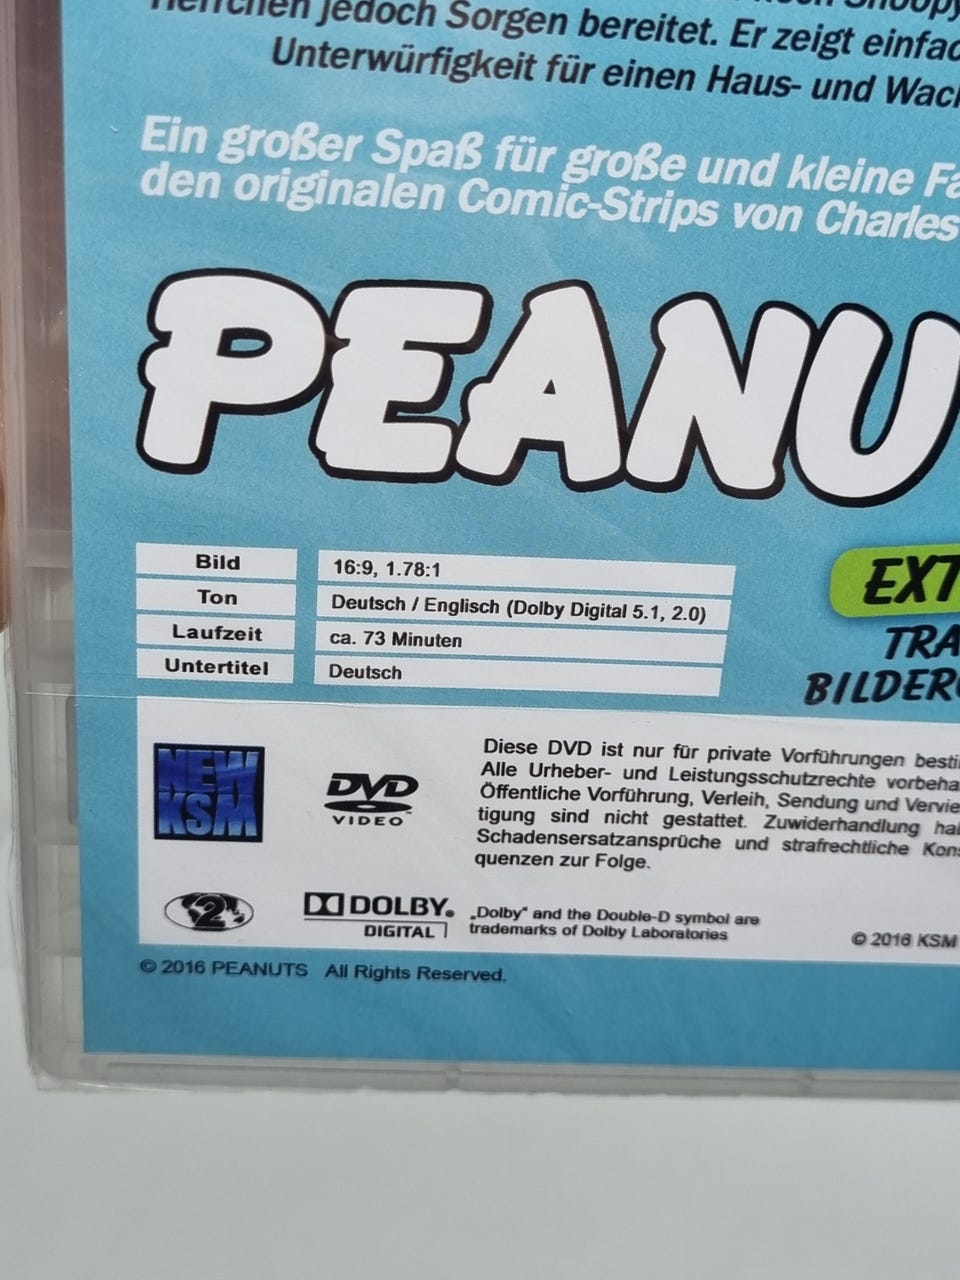 Herrchen jedoch Sorgen bereitet. Er zeigt einfac
Unterwürfigkeit für einen Haus- und Wach
Ein großer Spaß für große und kleine Fa
den originalen Comic-Strips von Charles
PEANU
Bild 16:9, 1.78:1
Ton Deutsch / Englisch (Dolby Digital 5.1, 2.0)
Laufzeit ca. 73 Minuten
Untertitel Deutsch
EXT
TRA
BILDER
NEW
KSM
DVD
VIDEO™
Diese DVD ist nur für private Vorführungen besti
Alle Urheber- und Leistungsschutzrechte vorbeha
Öffentliche Vorführung, Verleih, Sendung und Vervie
tigung sind nicht gestattet. Zuwiderhandlung ha
Schadensersatzansprüche und strafrechtliche Kons
quenzen zur Folge.
2
DOLBY®
DIGITAL
„Dolby“ and the Double-D symbol are
trademarks of Dolby Laboratories
© 2016 KSM
© 2016 PEANUTS All Rights Reserved.